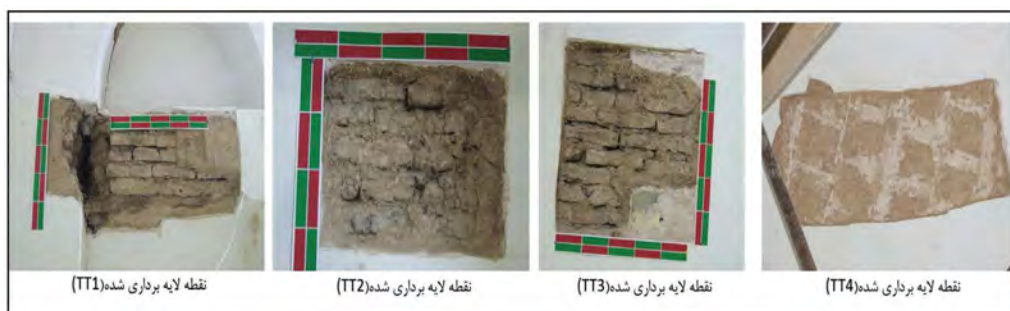 نقطه لایه برداری شده(TT1)
نقطه لایه برداری شده(TT2)
نقطه لایه برداری شده(TT3)
نقطه لایه برداری شده(TT4)